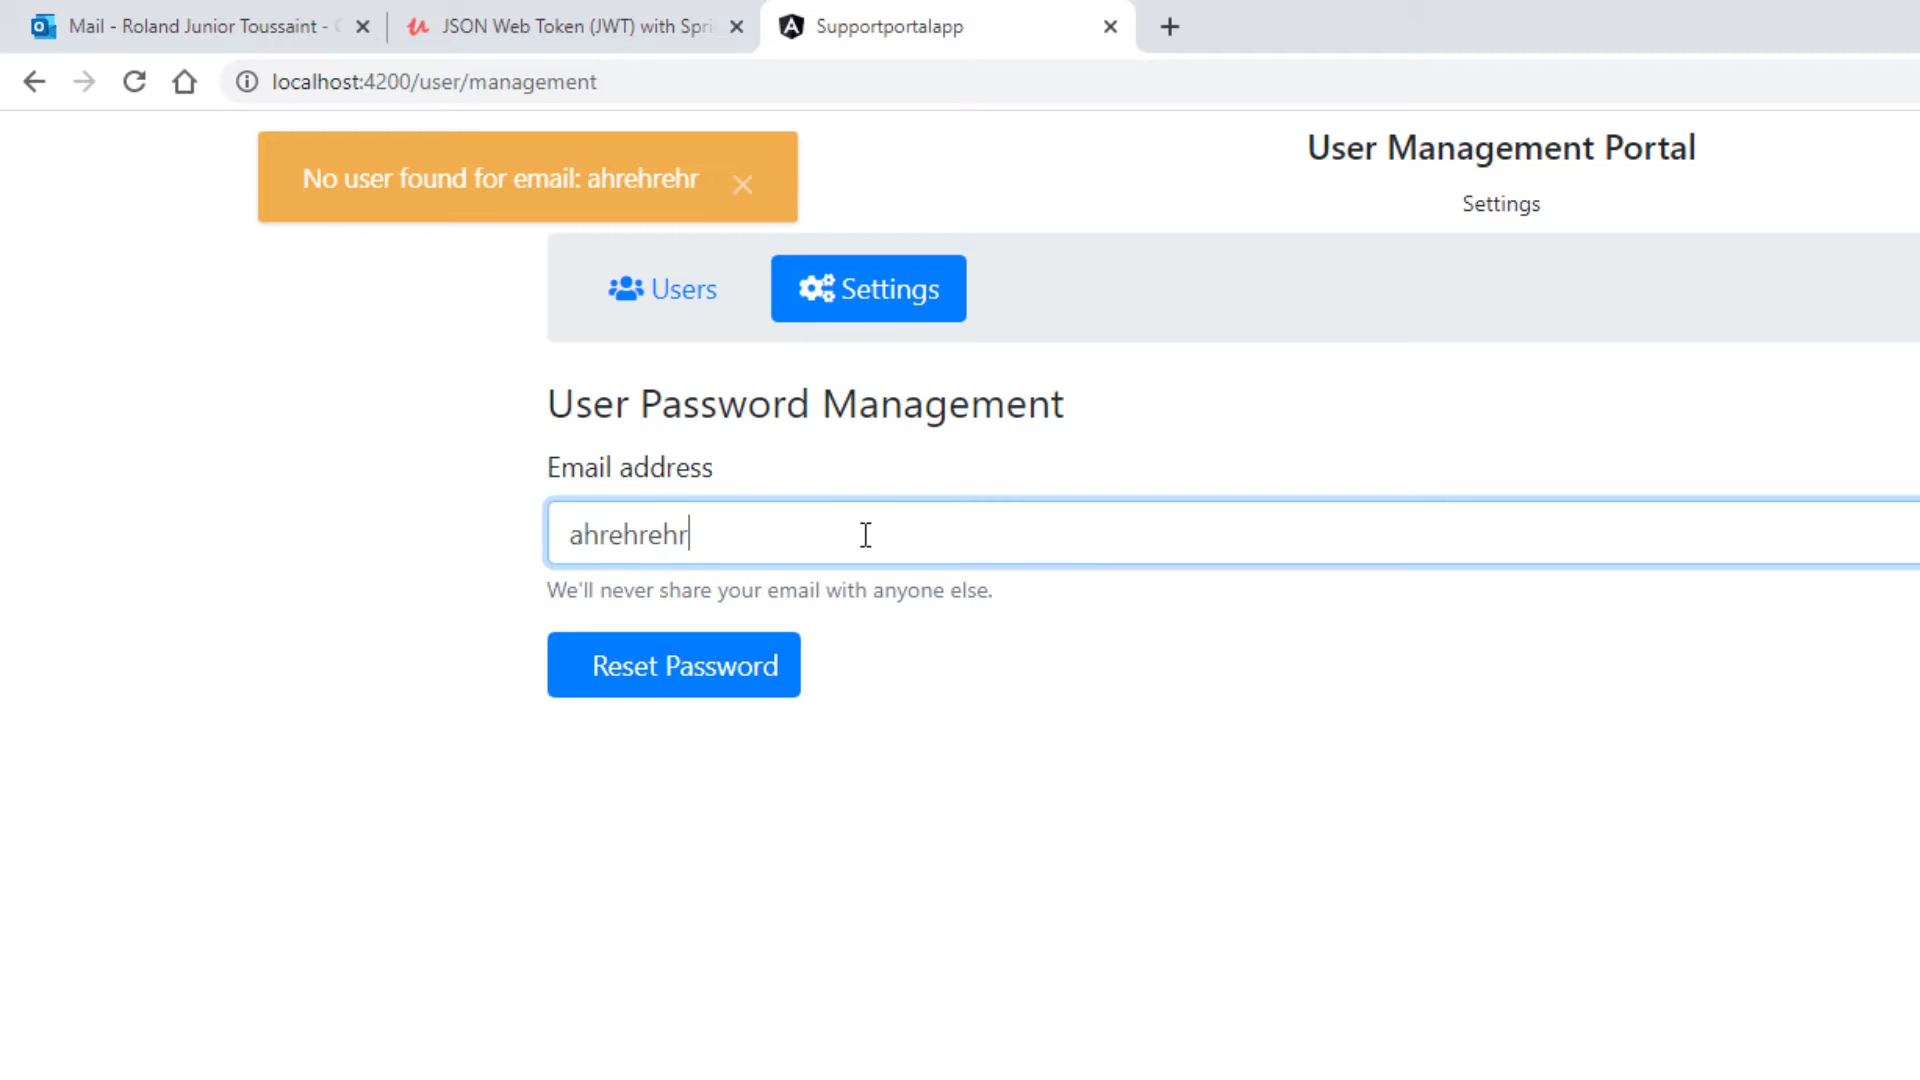 Mail - Roland Junior Toussaint -
JSON Web Token (JWT) with Spri
Supportportalapp
localhost:4200/user/management
No user found for email: ahrehrehr
User Management Portal
Settings
Users
Settings
User Password Management
Email address
ahrehrehr
We'll never share your email with anyone else.
Reset Password